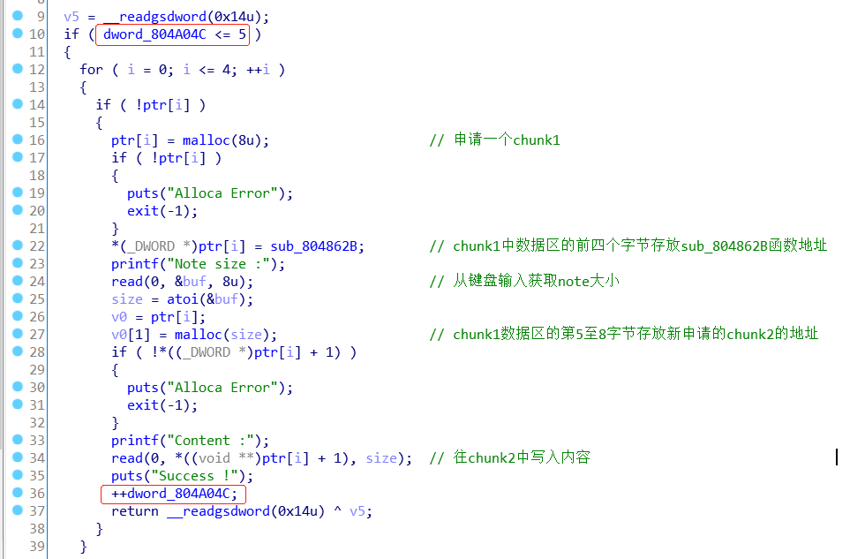 9 v5 = __readgsdword(0x14u);
10 if ( dword_804A04C <= 5 )
11 {
12 for ( i = 0; i <= 4; ++i )
13 {
14 if ( !ptr[i] )
15 {
16 ptr[i] = malloc(8u); // 申请一个chunk1
17 if ( !ptr[i] )
18 {
19 puts("Alloca Error");
20 exit(-1);
21 }
22 *(_DWORD *)ptr[i] = sub_804862B; // chunk1中数据区的前四个字节存放sub_804862B函数地址
23 printf("Note size :");
24 read(0, &buf, 8u); // 从键盘输入获取note大小
25 size = atoi(&buf);
26 v0 = ptr[i];
27 v0[1] = malloc(size); // chunk1数据区的第5至8字节存放新申请的chunk2的地址
28 if ( !*((_DWORD *)ptr[i] + 1) )
29 {
30 puts("Alloca Error");
31 exit(-1);
32 }
33 printf("Content :");
34 read(0, *((void **)ptr[i] + 1), size); // 往chunk2中写入内容
35 puts("Success !");
36 ++dword_804A04C;
37 return __readgsdword(0x14u) ^ v5;
38 }
39 }